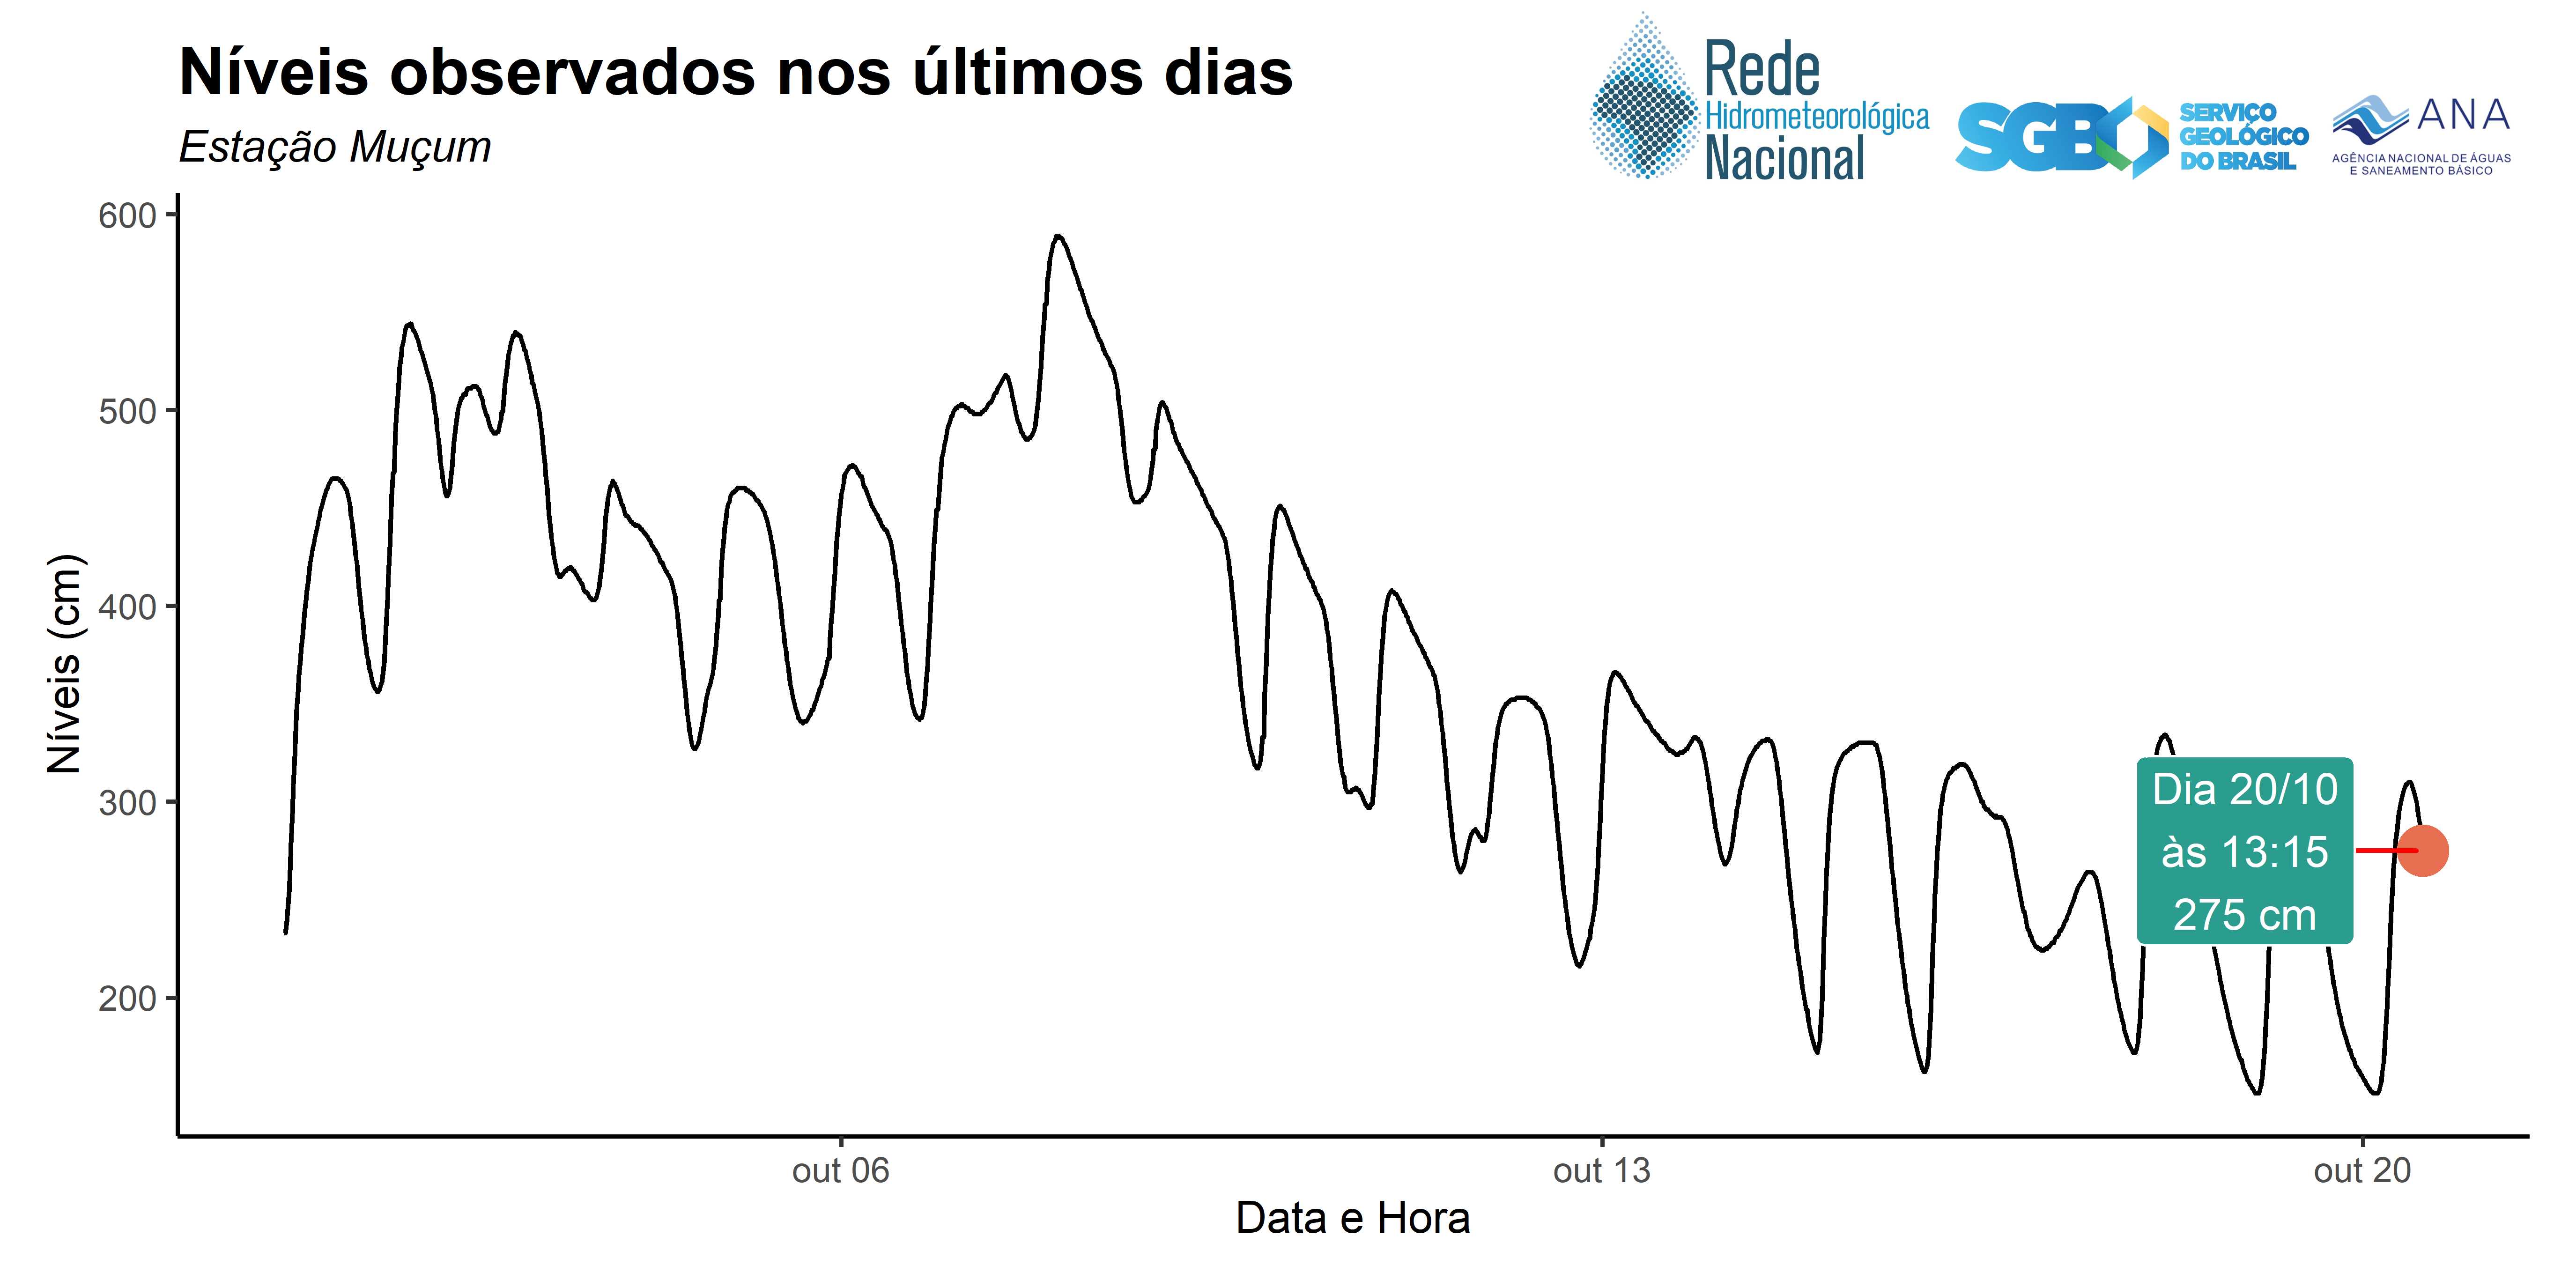 Níveis observados nos últimos dias
Estação Muçum
Rede
Hidrometeorológica
Nacional
SGB
SERVIÇO
GEOLÓGICO
DO BRASIL
ANA
AGÊNCIA NACIONAL DE ÁGUAS
E SANEAMENTO BÁSICO
600
500
400
300
200
Níveis (cm)
Dia 20/10
às 13:15
275 cm
out 06
out 13
out 20
Data e Hora